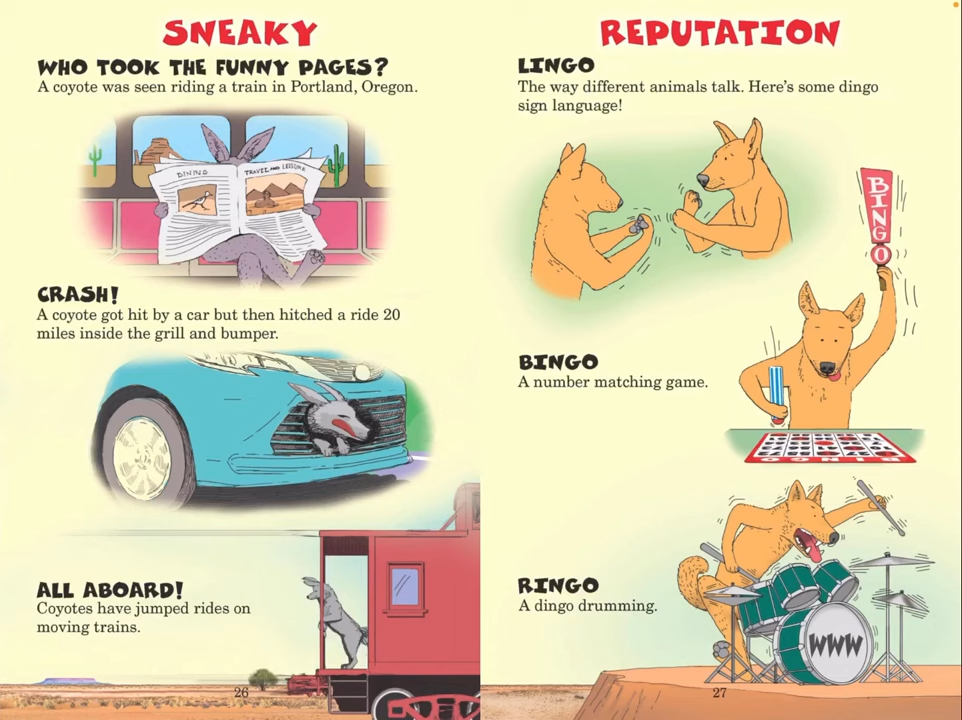 SNEAKY
WHO TOOK THE FUNNY PAGES?
A coyote was seen riding a train in Portland, Oregon.
DINING
TRAVEL AND LEISURE
CRASH!
A coyote got hit by a car but then hitched a ride 20
miles inside the grill and bumper.
ALL ABOARD!
Coyotes have jumped rides on
moving trains.
26
REPUTATION
LINGO
The way different animals talk. Here's some dingo
sign language!
BINGO
BINGO
A number matching game.
BINGO
RINGO
A dingo drumming.
WWW
27